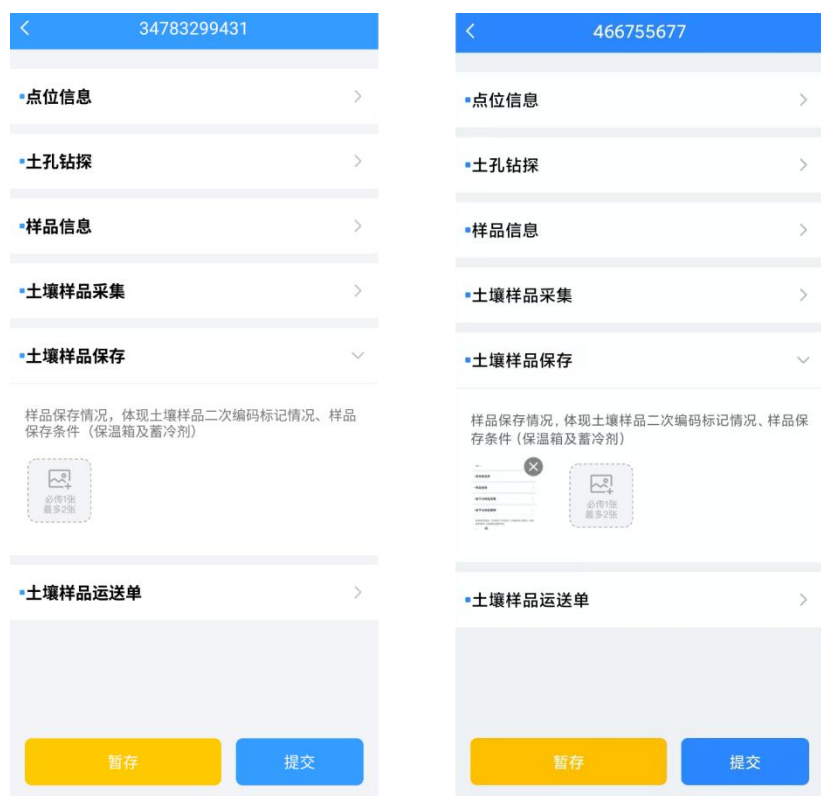 34783299431
点位信息
土孔钻探
样品信息
土壤样品采集
土壤样品保存
样品保存情况，体现土壤样品二次编码标记情况、样品
保存条件（保温箱及蓄冷剂）
必传1张
最多2张
土壤样品运送单
暂存
提交
466755677
点位信息
土孔钻探
样品信息
土壤样品采集
土壤样品保存
样品保存情况，体现土壤样品二次编码标记情况、样品保
存条件（保温箱及蓄冷剂）
必传1张
最多2张
土壤样品运送单
暂存
提交